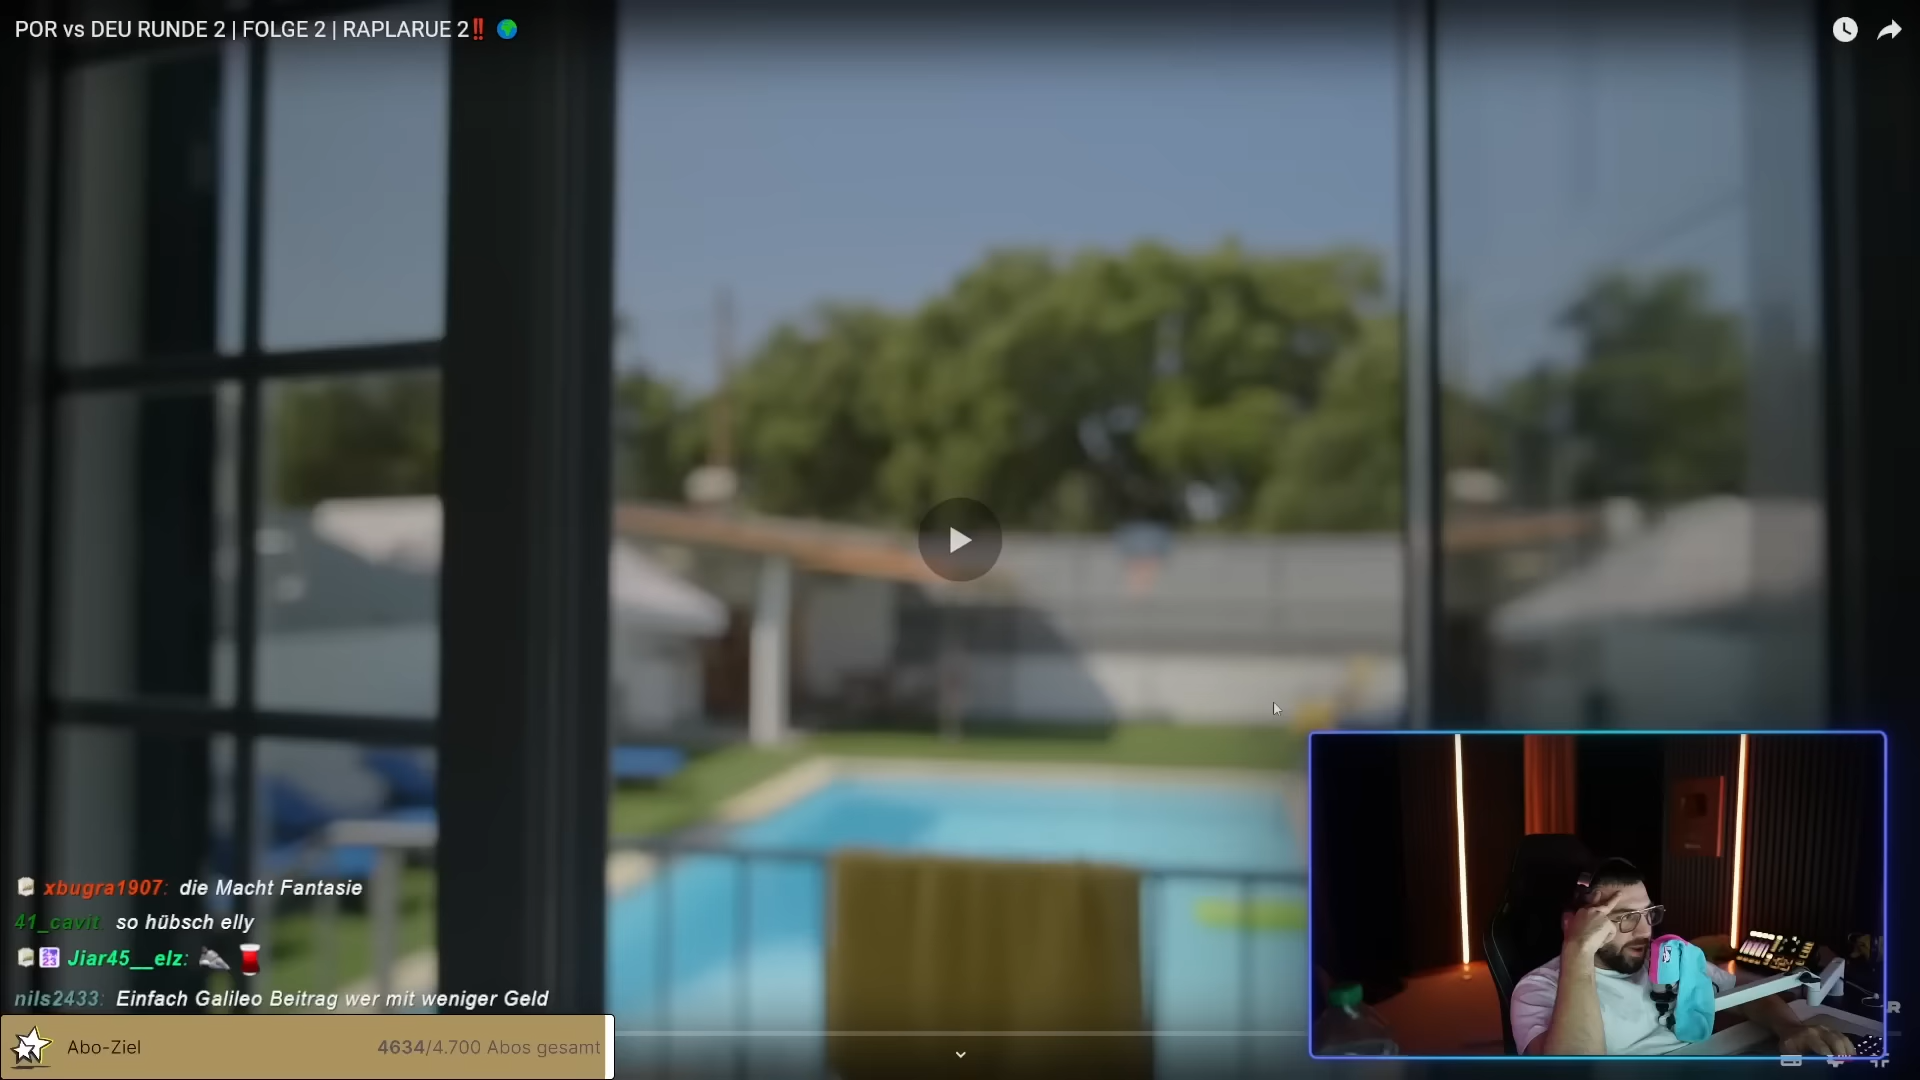 POR vs DEU RUNDE 2 | FOLGE 2 | RAPLARUE 2‼️ 🌍
xbugra1907: die Macht Fantasie
41_cavit: so hübsch elly
Jiar45__elz:
nils2433: Einfach Galileo Beitrag wer mit weniger Geld
Abo-Ziel 4634/4.700 Abos gesamt